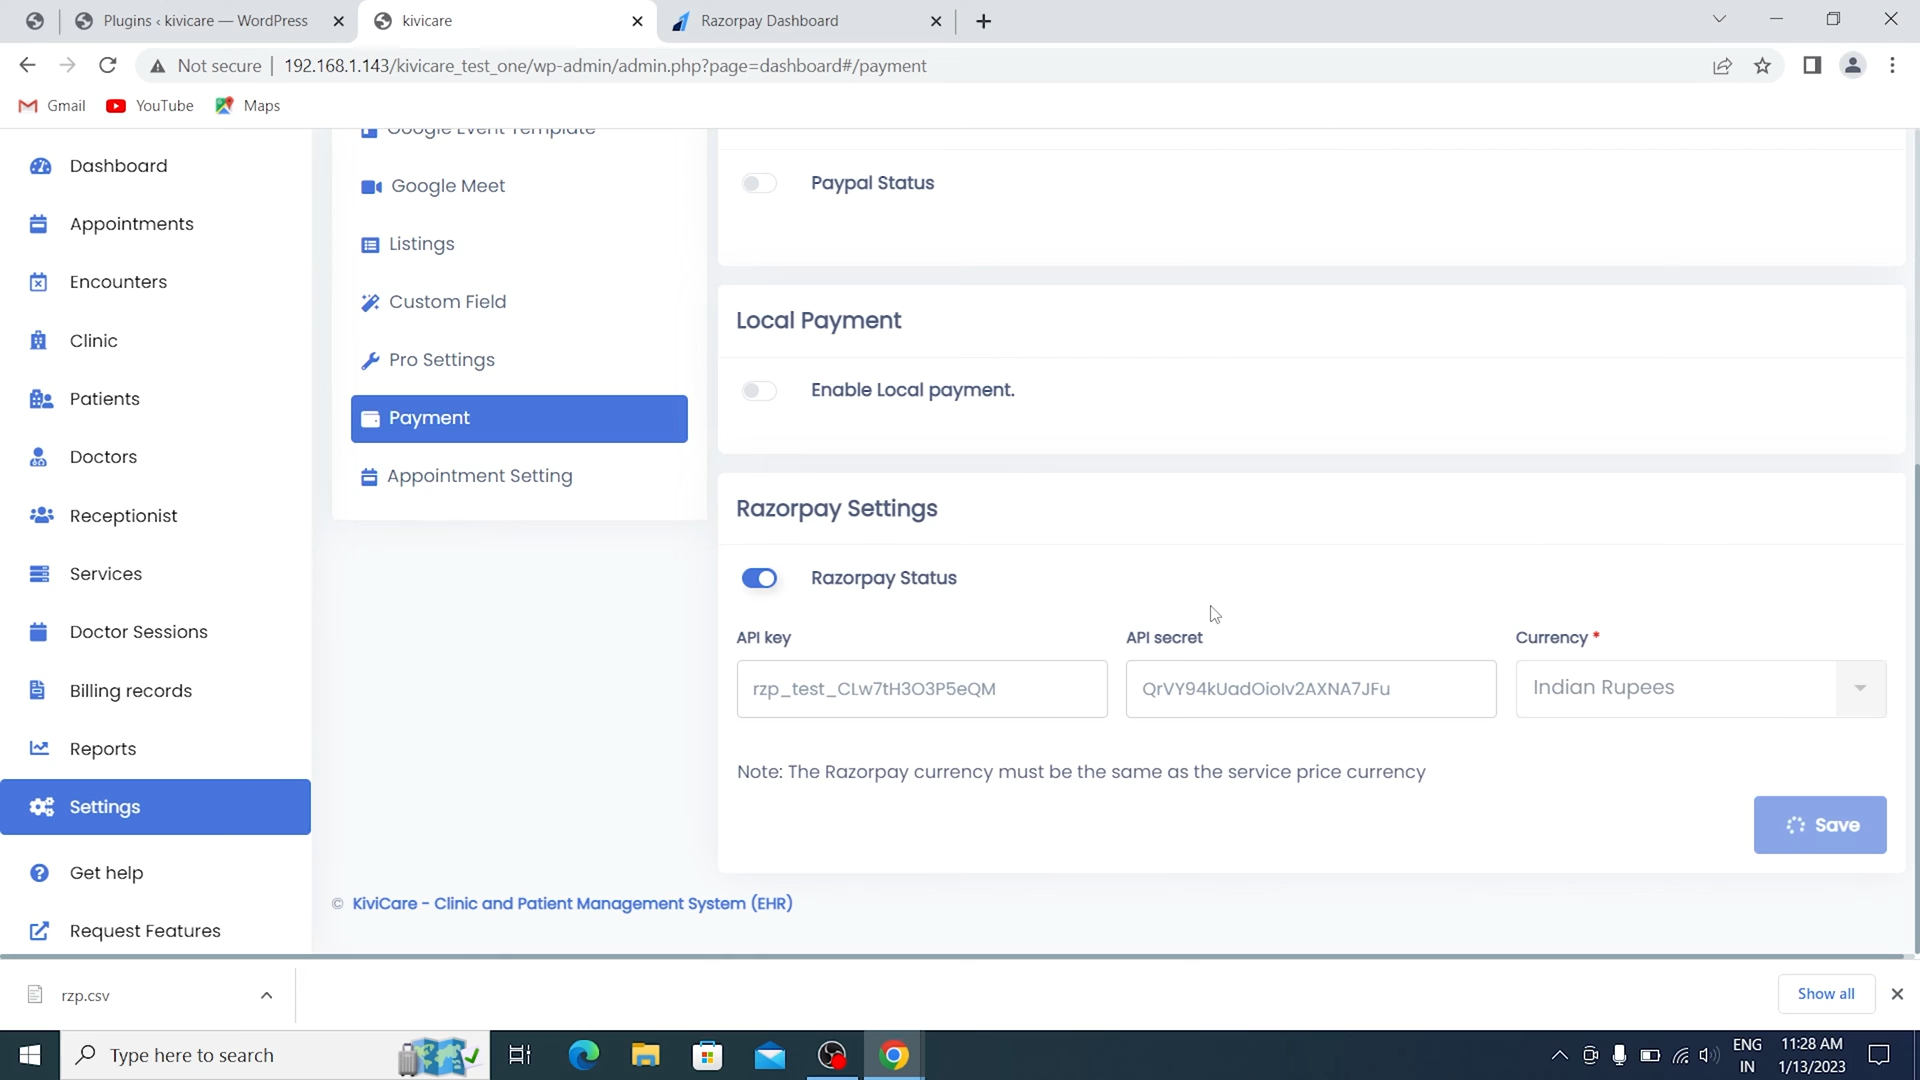 Plugins ‹ kivicare — WordPress
kivicare
Razorpay Dashboard
Not secure
192.168.1.143/kivicare_test_one/wp-admin/admin.php?page=dashboard#/payment
Gmail
YouTube
Maps
Dashboard
Appointments
Encounters
Clinic
Patients
Doctors
Receptionist
Services
Doctor Sessions
Billing records
Reports
Settings
Get help
Request Features
Google Event Template
Google Meet
Listings
Custom Field
Pro Settings
Payment
Appointment Setting
Paypal Status
Local Payment
Enable Local payment.
Razorpay Settings
Razorpay Status
API key
API secret
Currency *
rzp_test_CLw7tH3O3P5eQM
QrVY94kUadOioIv2AXNA7JFu
Indian Rupees
Note: The Razorpay currency must be the same as the service price currency
Save
© KiviCare - Clinic and Patient Management System (EHR)
rzp.csv
Show all
Type here to search
ENG
IN
11:28 AM
1/13/2023